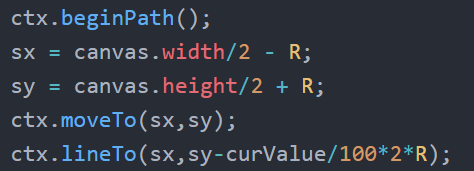 ctx.beginPath();
sx = canvas.width/2 - R;
sy = canvas.height/2 + R;
ctx.moveTo(sx,sy);
ctx.lineTo(sx,sy-curValue/100*2*R);